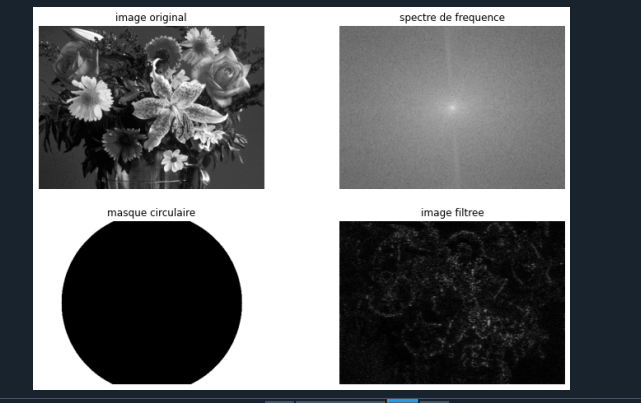 image original
spectre de frequence
masque circulaire
image filtree